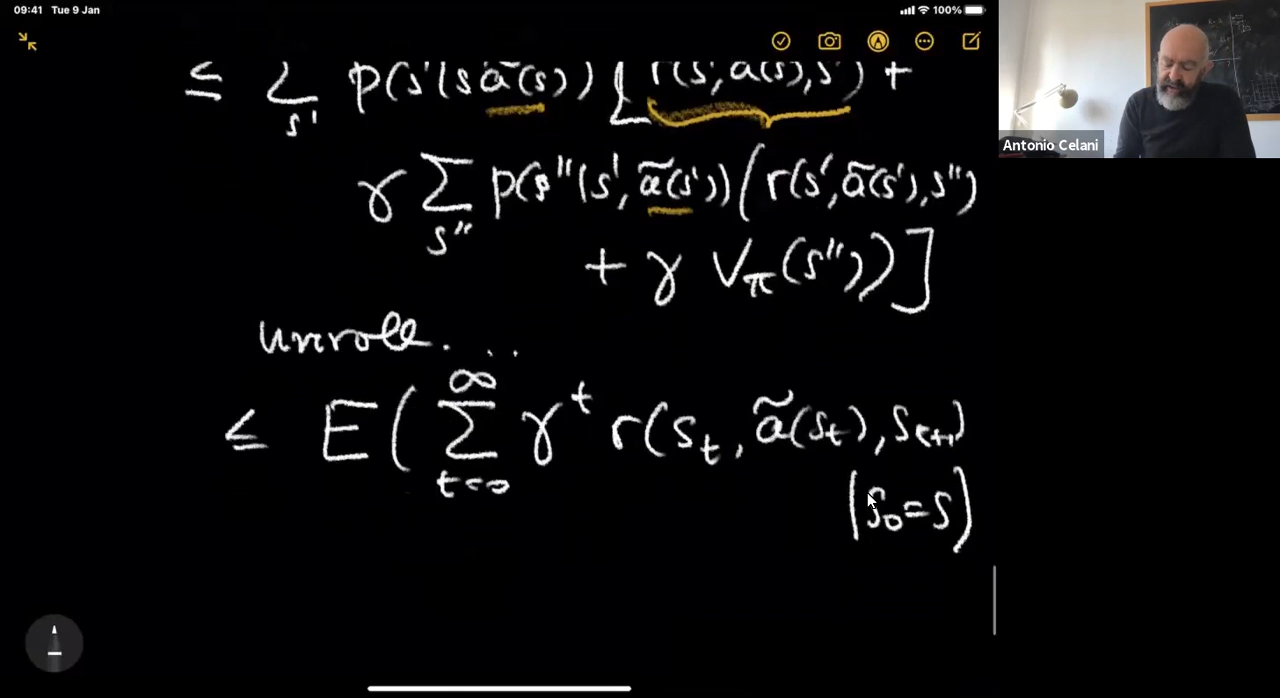 09:41 Tue 9 Jan
100%
Antonio Celani
≤ Σ_{s'} p(s'|s ã(s)) [ r(s, ã(s), s') +
γ Σ_{s''} p(s''|s', ã(s')) ( r(s', ã(s'), s'')
+ γ V_π(s'')) ]
unroll. . .
≤ E( Σ_{t=0}^{∞} γ^t r(s_t, ã(s_t), s_{t+1})
|s_0=s)